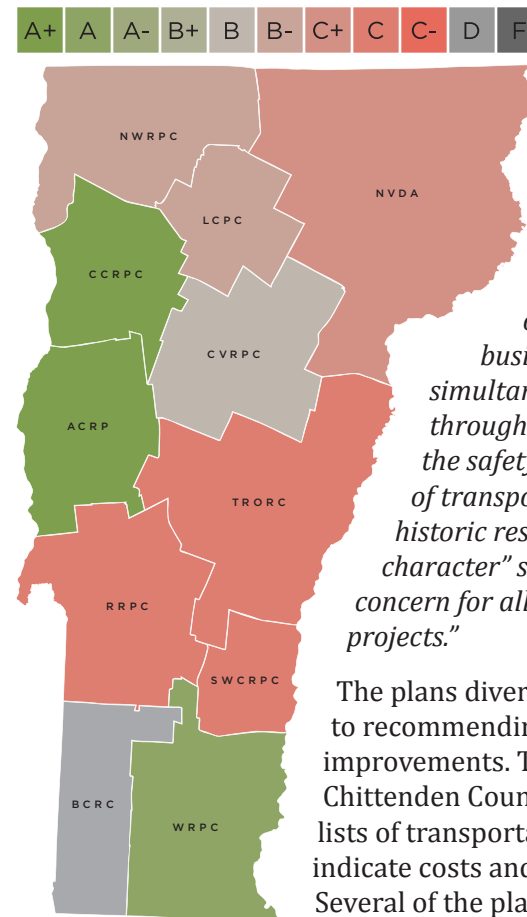 A+ A A- B+ B B- C+ C C- D F
NWRPC
NVDA
LCPC
CCRPC
CVRPC
ACRP
TRORC
RRPC
SWCRPC
BCRC
WRPC
simultan
through
the safety
of transpo
historic res
character” s
concern for all
projects.”
The plans diver
to recommendin
improvements. T
Chittenden Coun
lists of transporta
indicate costs and
Several of the pla